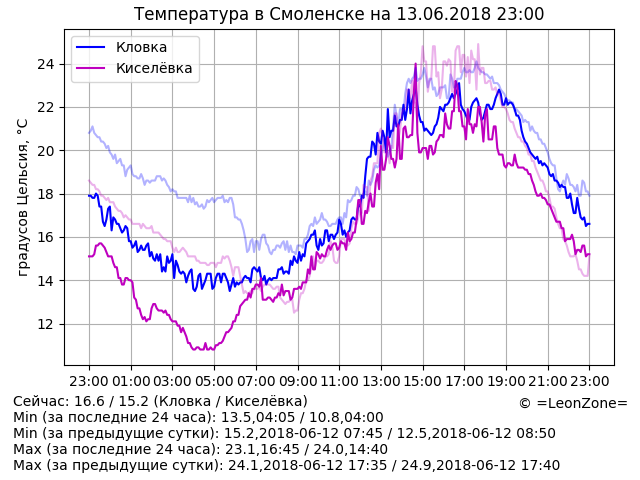 Температура в Смоленске на 13.06.2018 23:00
Кловка
Киселёвка
градусов Цельсия, °C
24
22
20
18
16
14
12
23:00 01:00 03:00 05:00 07:00 09:00 11:00 13:00 15:00 17:00 19:00 21:00 23:00
Сейчас: 16.6 / 15.2 (Кловка / Киселёвка)
© =LeonZone=
Min (за последние 24 часа): 13.5,04:05 / 10.8,04:00
Min (за предыдущие сутки): 15.2,2018-06-12 07:45 / 12.5,2018-06-12 08:50
Max (за последние 24 часа): 23.1,16:45 / 24.0,14:40
Max (за предыдущие сутки): 24.1,2018-06-12 17:35 / 24.9,2018-06-12 17:40